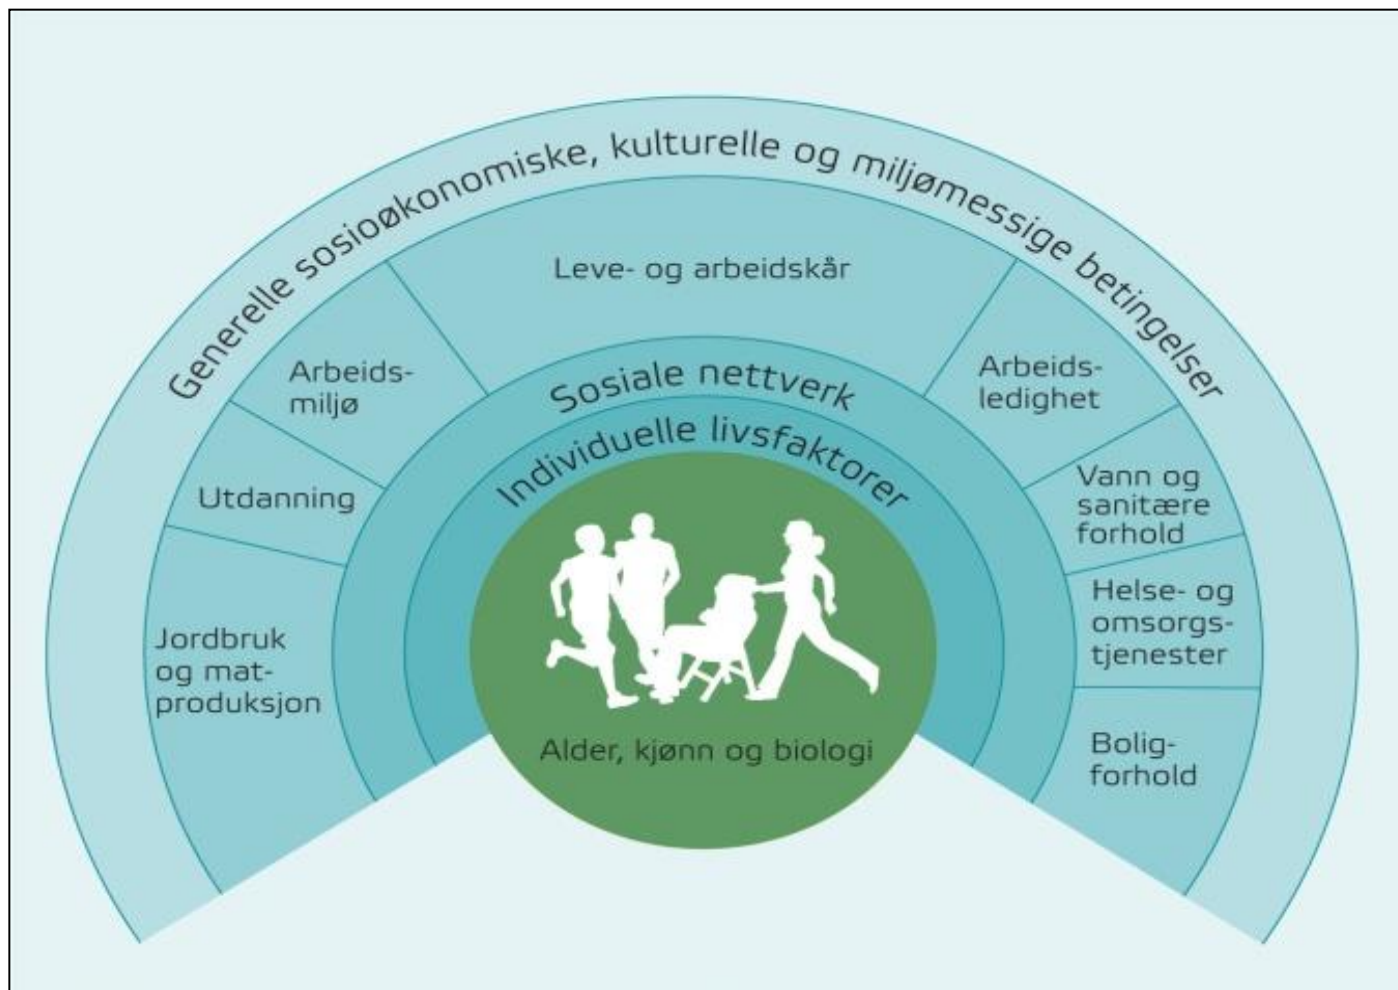 Generelle sosioøkonomiske, kulturelle og miljømessige betingelser
Leve- og arbeidskår
Arbeids-
miljø
Utdanning
Jordbruk
og mat-
produksjon
Arbeids-
ledighet
Vann og
sanitære
forhold
Helse- og
omsorgs-
tjenester
Bolig-
forhold
Sosiale nettverk
Individuelle livsfaktorer
Alder, kjønn og biologi